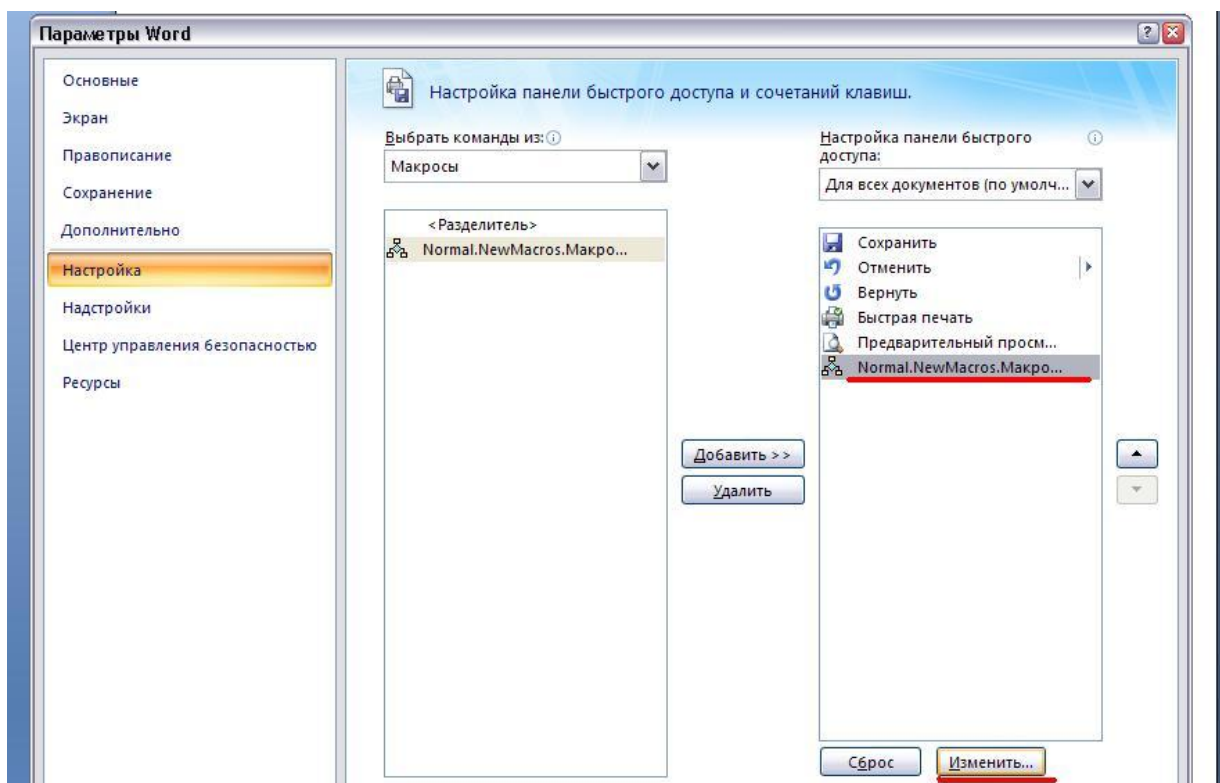 Параметры Word
Основные
Экран
Правописание
Сохранение
Дополнительно
Настройка
Надстройки
Центр управления безопасностью
Ресурсы
Настройка панели быстрого доступа и сочетаний клавиш.
Выбрать команды из:
Макросы
<Разделитель>
Normal.NewMacros.Макро...
Добавить >>
Удалить
Настройка панели быстрого
доступа:
Для всех документов (по умолч...
Сохранить
Отменить
Вернуть
Быстрая печать
Предварительный просм...
Normal.NewMacros.Макро...
Сброс
Изменить...